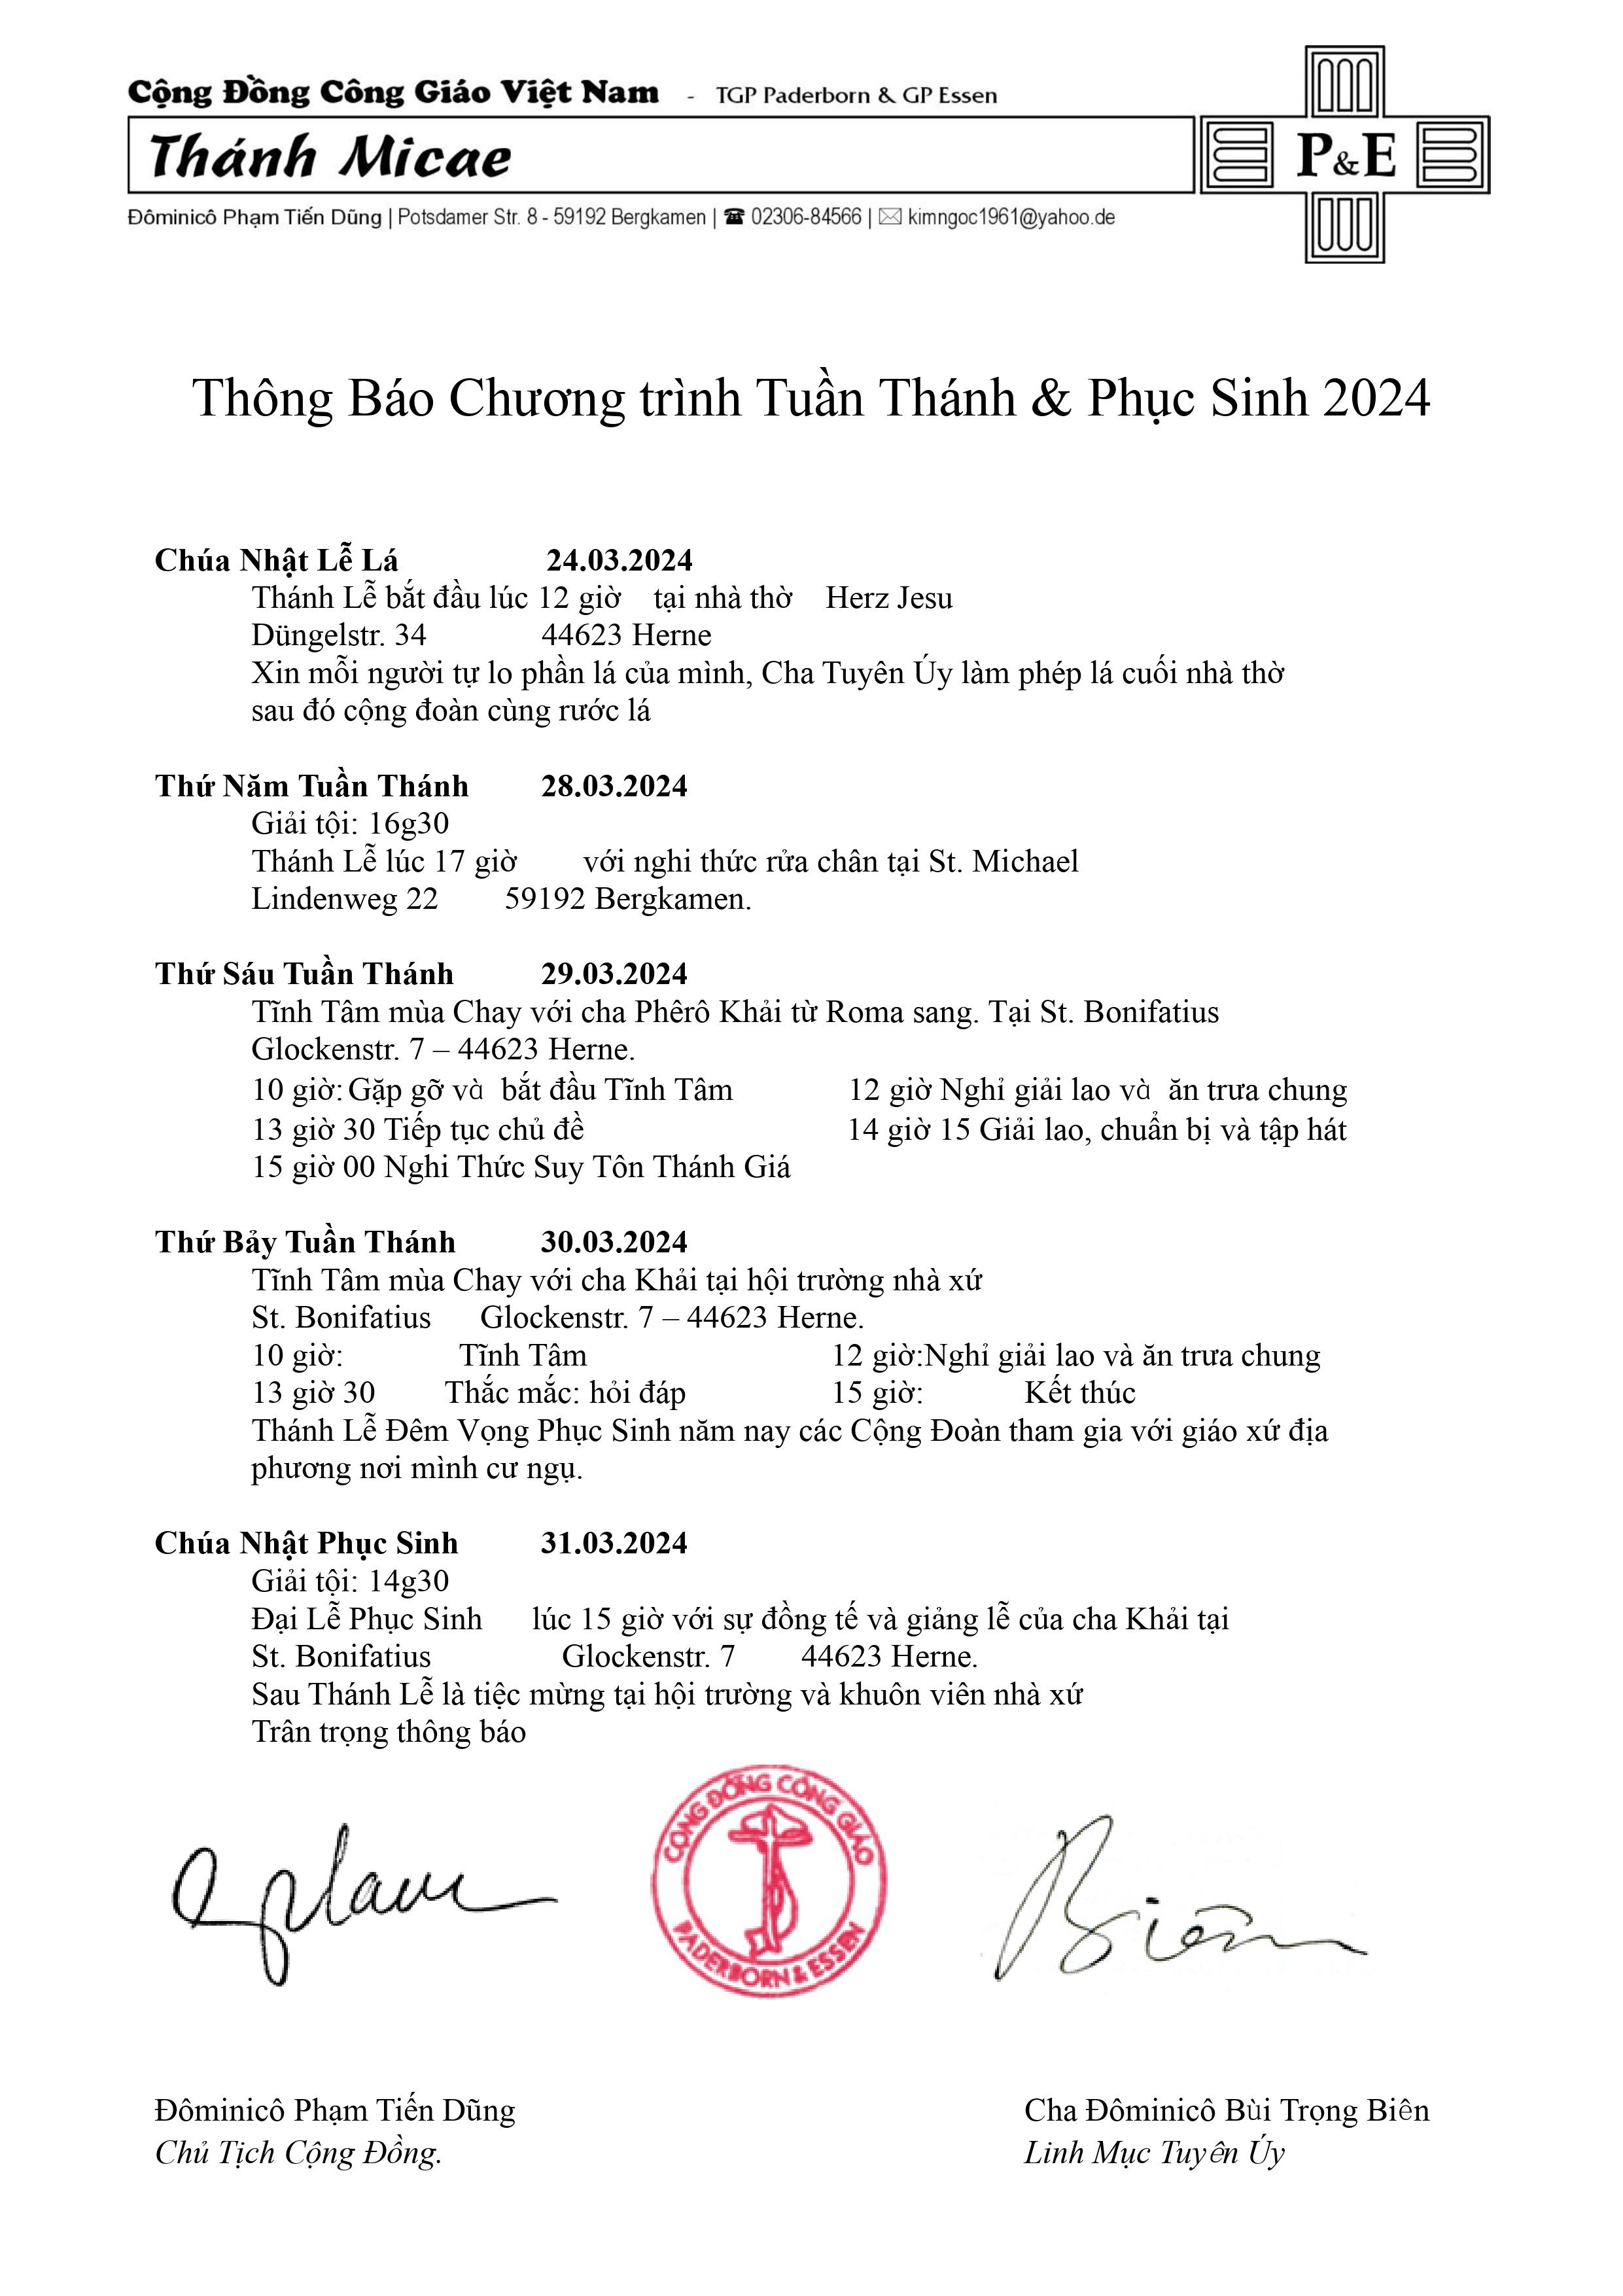 Cộng Đồng Công Giáo Việt Nam - TGP Paderborn & GP Essen
Thánh Micae
P&E
Đôminicô Phạm Tiến Dũng | Potsdamer Str. 8 - 59192 Bergkamen | ☎ 02306-84566 | ✉ kimngoc1961@yahoo.de
Thông Báo Chương trình Tuần Thánh & Phục Sinh 2024
Chúa Nhật Lễ Lá 24.03.2024
Thánh Lễ bắt đầu lúc 12 giờ tại nhà thờ Herz Jesu
Düngelstr. 34 44623 Herne
Xin mỗi người tự lo phần lá của mình, Cha Tuyên Úy làm phép lá cuối nhà thờ
sau đó cộng đoàn cùng rước lá
Thứ Năm Tuần Thánh 28.03.2024
Giải tội: 16g30
Thánh Lễ lúc 17 giờ với nghi thức rửa chân tại St. Michael
Lindenweg 22 59192 Bergkamen.
Thứ Sáu Tuần Thánh 29.03.2024
Tĩnh Tâm mùa Chay với cha Phêrô Khải từ Roma sang. Tại St. Bonifatius
Glockenstr. 7 – 44623 Herne.
10 giờ: Gặp gỡ và bắt đầu Tĩnh Tâm 12 giờ Nghỉ giải lao và ăn trưa chung
13 giờ 30 Tiếp tục chủ đề 14 giờ 15 Giải lao, chuẩn bị và tập hát
15 giờ 00 Nghi Thức Suy Tôn Thánh Giá
Thứ Bảy Tuần Thánh 30.03.2024
Tĩnh Tâm mùa Chay với cha Khải tại hội trường nhà xứ
St. Bonifatius Glockenstr. 7 – 44623 Herne.
10 giờ: Tĩnh Tâm 12 giờ:Nghỉ giải lao và ăn trưa chung
13 giờ 30 Thắc mắc: hỏi đáp 15 giờ: Kết thúc
Thánh Lễ Đêm Vọng Phục Sinh năm nay các Cộng Đoàn tham gia với giáo xứ địa
phương nơi mình cư ngụ.
Chúa Nhật Phục Sinh 31.03.2024
Giải tội: 14g30
Đại Lễ Phục Sinh lúc 15 giờ với sự đồng tế và giảng lễ của cha Khải tại
St. Bonifatius Glockenstr. 7 44623 Herne.
Sau Thánh Lễ là tiệc mừng tại hội trường và khuôn viên nhà xứ
Trân trọng thông báo
CỘNG ĐỒNG CÔNG GIÁO
PADERBORN & ESSEN
Biên
Đôminicô Phạm Tiến Dũng Cha Đôminicô Bùi Trọng Biên
Chủ Tịch Cộng Đồng. Linh Mục Tuyên Úy